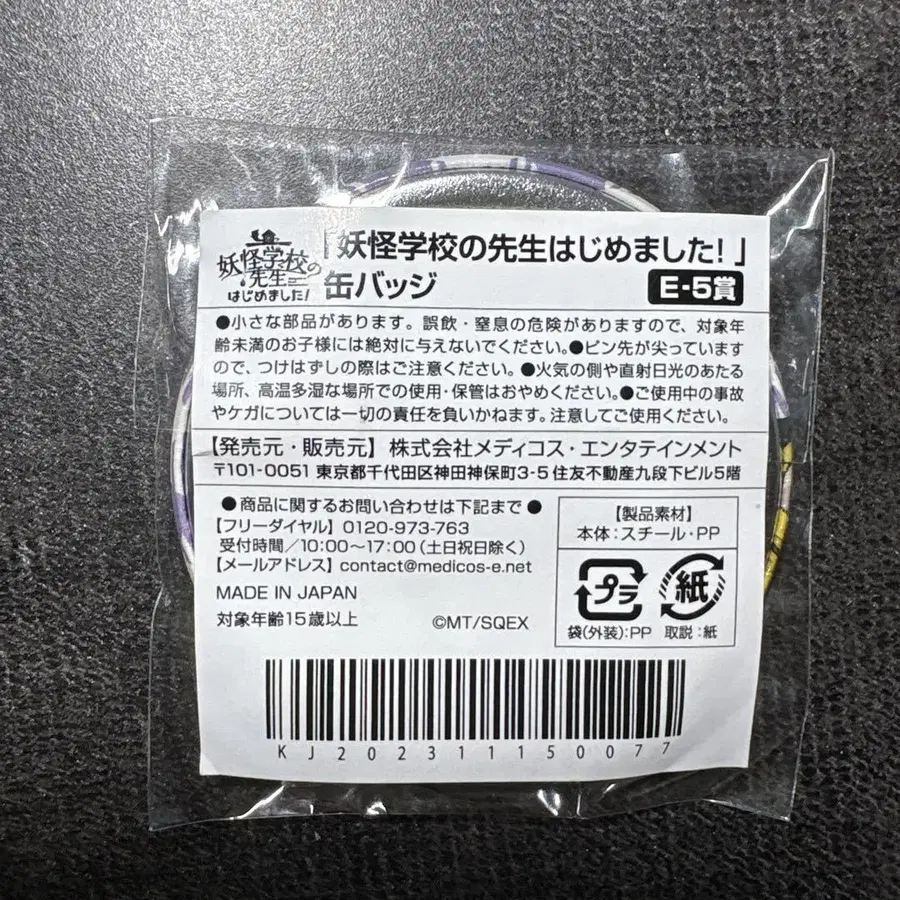 妖怪学校の
先生
はじめました!
「妖怪学校の先生はじめました!」
缶バッジ
E-5賞
●小さな部品があります。誤飲・窒息の危険がありますので、対象年
齢未満のお子様には絶対に与えないでください。●ピン先が尖っています
ので、つけはずしの際はご注意ください。●火気の側や直射日光のあたる
場所、高温多湿な場所での使用・保管はおやめください。●ご使用中の事故
やケガについては一切の責任を負いかねます。注意してご使用ください。
【発売元・販売元】株式会社メディコス・エンタテインメント
〒101-0051 東京都千代田区神田神保町3-5 住友不動産九段下ビル5階
●商品に関するお問い合わせは下記まで●
【フリーダイヤル】0120-973-763
受付時間/10:00~17:00(土日祝日除く)
【メールアドレス】contact@medicos-e.net
MADE IN JAPAN
対象年齢15歳以上
©MT/SQEX
【製品素材】
本体:スチール・PP
プラ
紙
袋(外装):PP
取説:紙
KJ20231115007​7